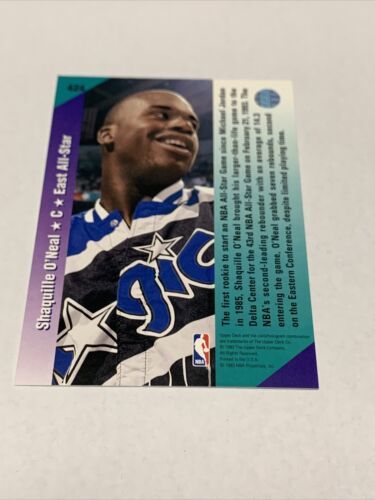 424
Shaquille O'Neal ★ C ★ East All-Star
The first rookie to start an NBA All-Star Game since Michael Jordan
in 1985, Shaquille O'Neal brought his larger-than-life game to the
Delta Center for the 43rd NBA All-Star Game on February 21, 1993. The
NBA's second-leading rebounder with an average of 14.3
entering the game, O'Neal grabbed seven rebounds, second
on the Eastern Conference, despite limited playing time.
Magic
NBA
Upper Deck and the card/hologram combination
are trademarks of The Upper Deck Co.
© 1993 The Upper Deck Company.
All Rights Reserved.
Printed in the U.S.A.
© 1993 NBA Properties, Inc.